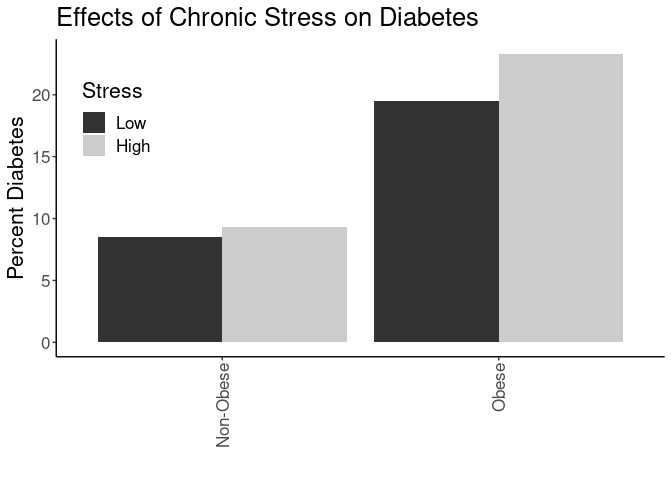 Effects of Chronic Stress on Diabetes
Percent Diabetes
20
15
10
5
0
Stress
Low
High
Non-Obese
Obese